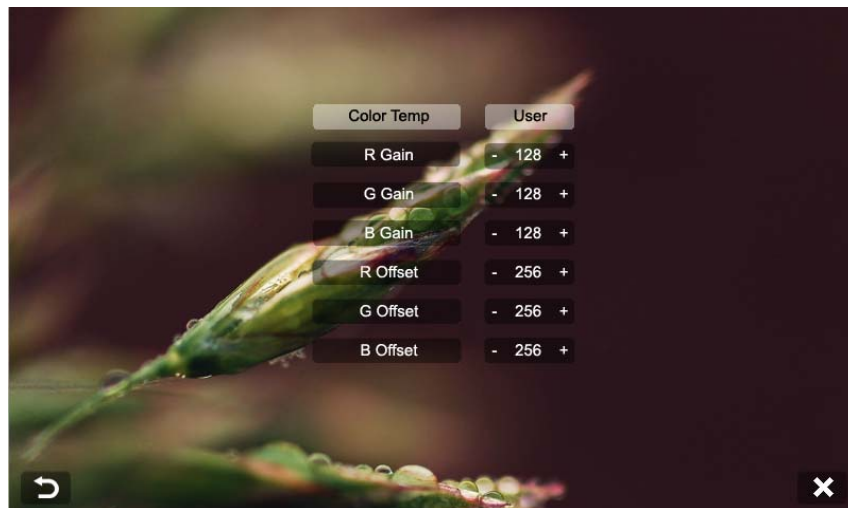 Color Temp User
R Gain - 128 +
G Gain - 128 +
B Gain - 128 +
R Offset - 256 +
G Offset - 256 +
B Offset - 256 +